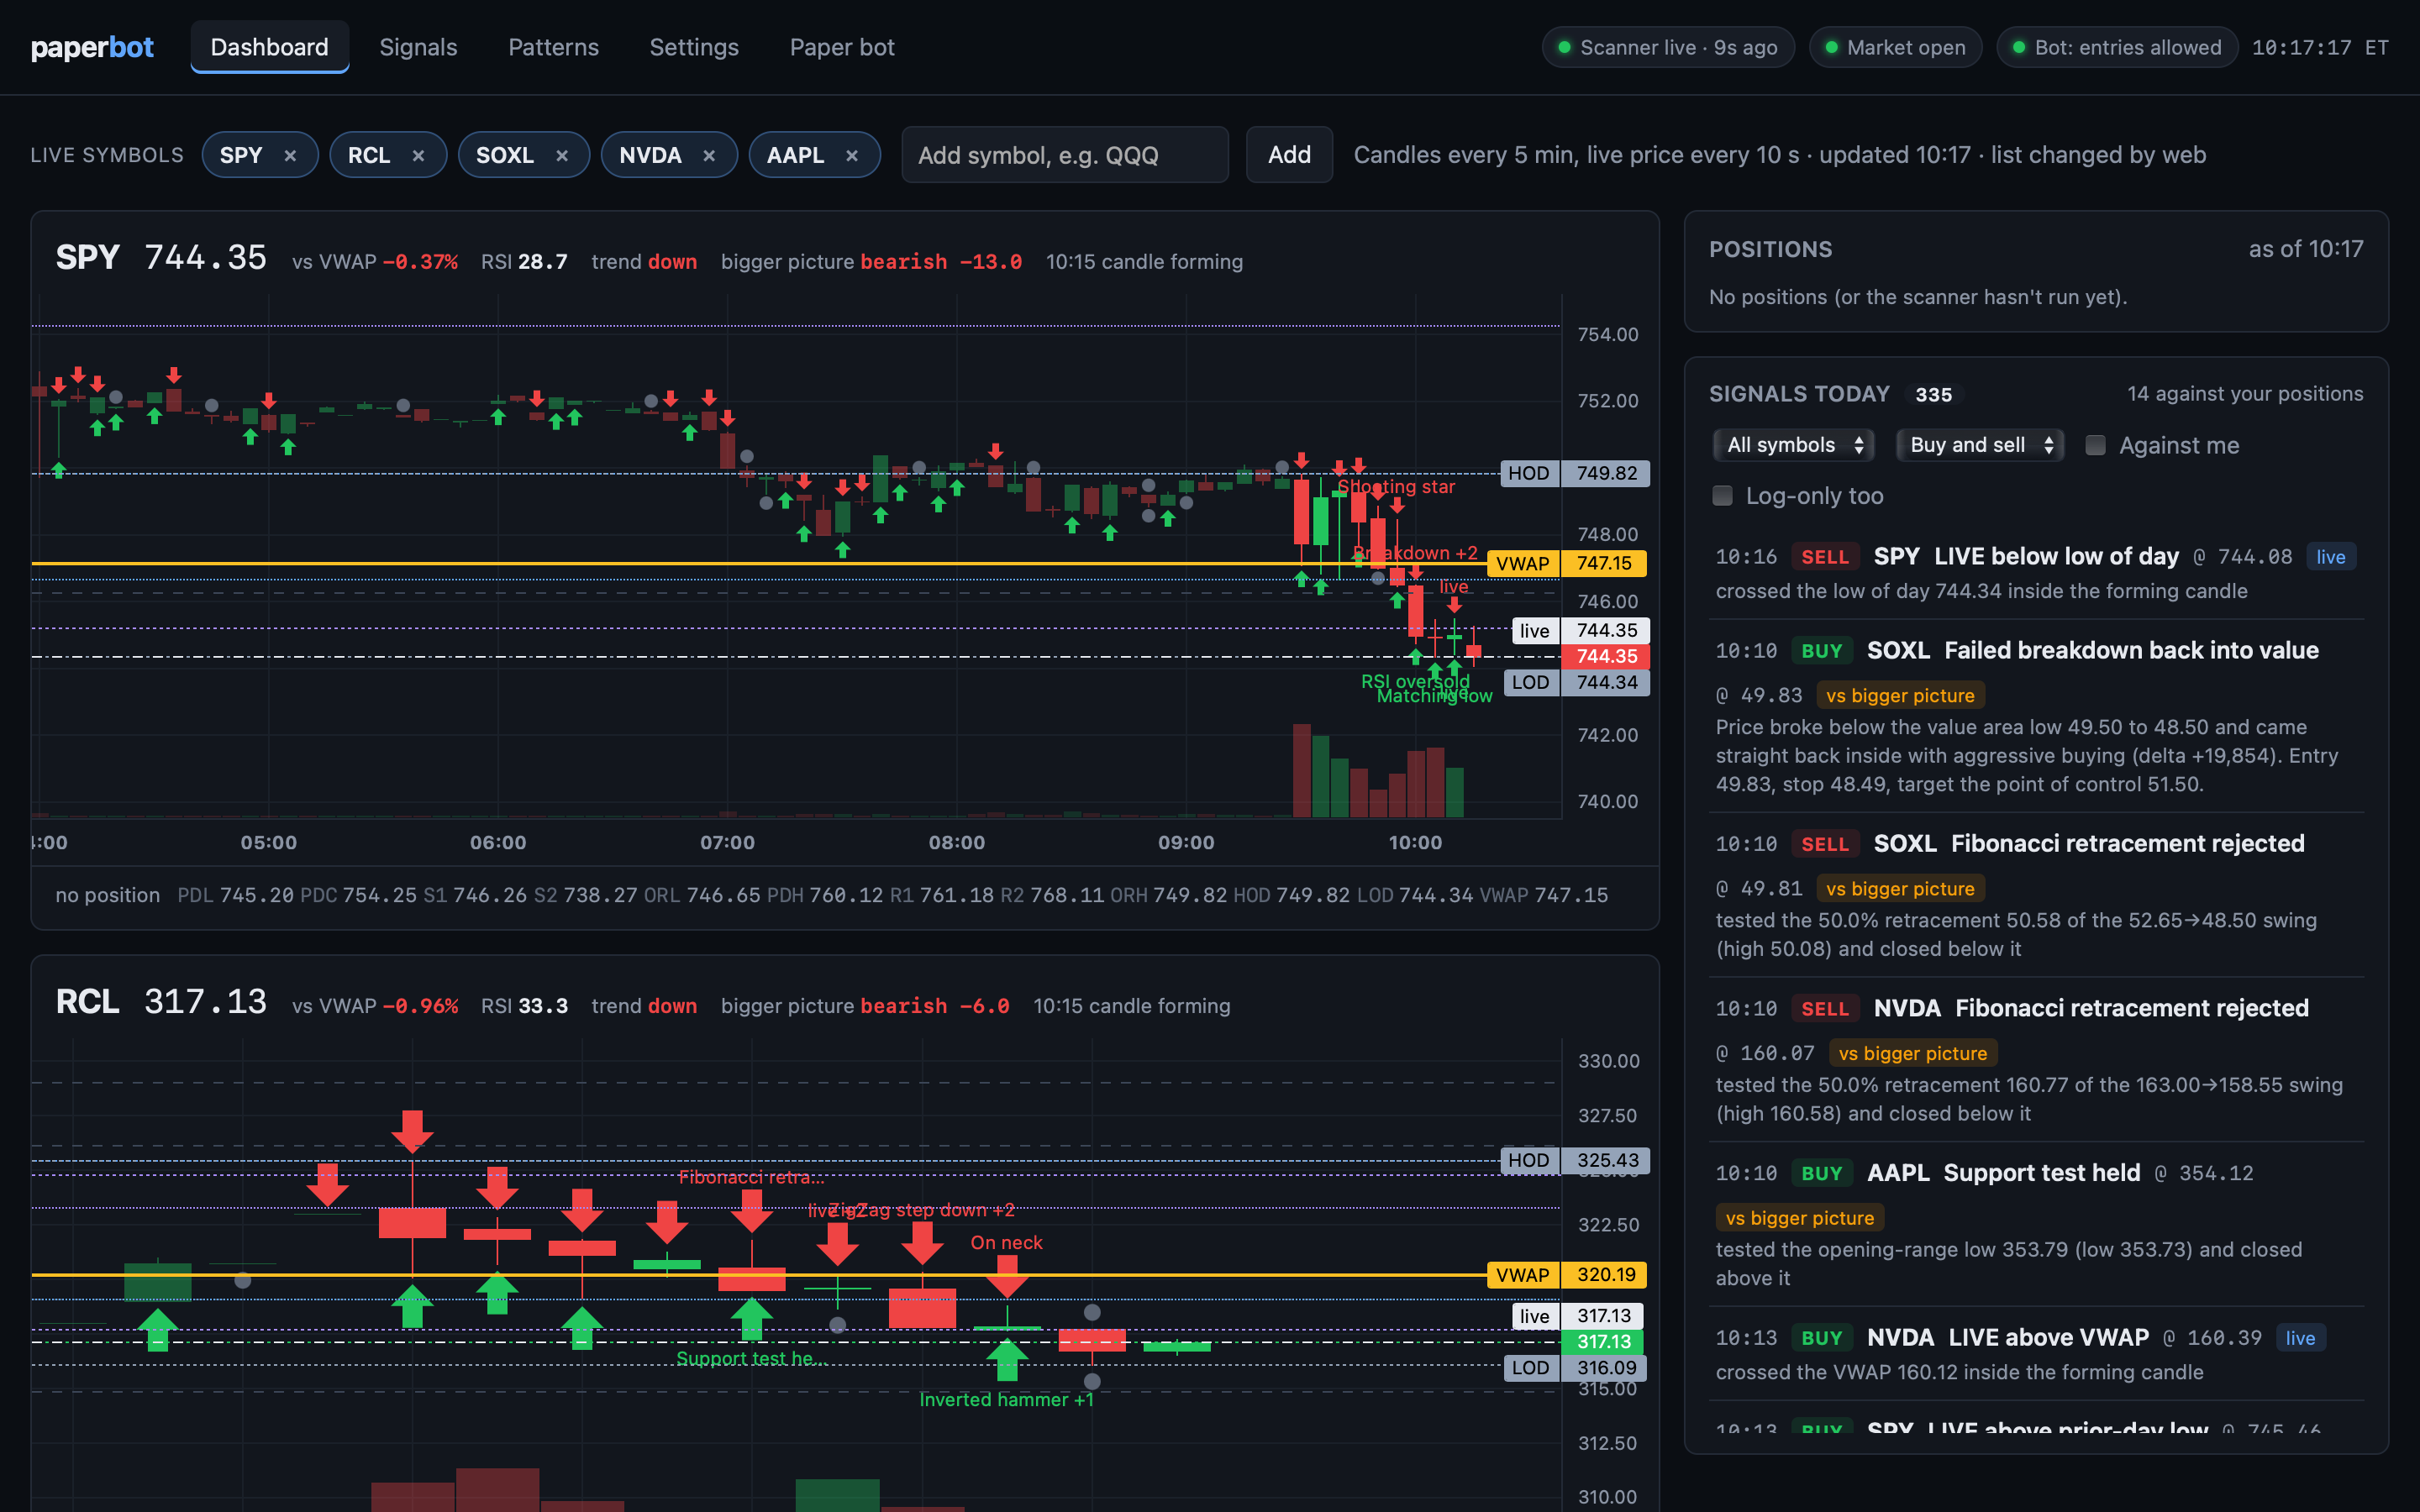 paperbot Dashboard Signals Patterns Settings Paper bot Scanner live · 9s ago Market open Bot: entries allowed 10:17:17 ET
LIVE SYMBOLS SPY × RCL × SOXL × NVDA × AAPL × Add symbol, e.g. QQQ Add Candles every 5 min, live price every 10 s · updated 10:17 · list changed by web
SPY 744.35 vs VWAP −0.37% RSI 28.7 trend down bigger picture bearish −13.0 10:15 candle forming
754.00
752.00
HOD 749.82
Shooting star
748.00
Breakdown +2
VWAP 747.15
live
746.00
live 744.35
744.35
RSI oversold
LOD 744.34
Matching low
742.00
740.00
05:00 06:00 07:00 08:00 09:00 10:00
no position PDL 745.20 PDC 754.25 S1 746.26 S2 738.27 ORL 746.65 PDH 760.12 R1 761.18 R2 768.11 ORH 749.82 HOD 749.82 LOD 744.34 VWAP 747.15
RCL 317.13 vs VWAP −0.96% RSI 33.3 trend down bigger picture bearish −6.0 10:15 candle forming
330.00
327.50
HOD 325.43
Fibonacci retra...
ZigZag step down +2
322.50
On neck
VWAP 320.19
live 317.13
317.13
Support test he...
LOD 316.09
315.00
Inverted hammer +1
312.50
310.00
POSITIONS as of 10:17
No positions (or the scanner hasn't run yet).
SIGNALS TODAY 335 14 against your positions
All symbols Buy and sell Against me
Log-only too
10:16 SELL SPY LIVE below low of day @ 744.08 live
crossed the low of day 744.34 inside the forming candle
10:10 BUY SOXL Failed breakdown back into value
@ 49.83 vs bigger picture
Price broke below the value area low 49.50 to 48.50 and came
straight back inside with aggressive buying (delta +19,854). Entry
49.83, stop 48.49, target the point of control 51.50.
10:10 SELL SOXL Fibonacci retracement rejected
@ 49.81 vs bigger picture
tested the 50.0% retracement 50.58 of the 52.65→48.50 swing
(high 50.08) and closed below it
10:10 SELL NVDA Fibonacci retracement rejected
@ 160.07 vs bigger picture
tested the 50.0% retracement 160.77 of the 163.00→158.55 swing
(high 160.58) and closed below it
10:10 BUY AAPL Support test held @ 354.12
vs bigger picture
tested the opening-range low 353.79 (low 353.73) and closed
above it
10:13 BUY NVDA LIVE above VWAP @ 160.39 live
crossed the VWAP 160.12 inside the forming candle
10:13 BUY SPY LIVE above prior-day low @ 745.46